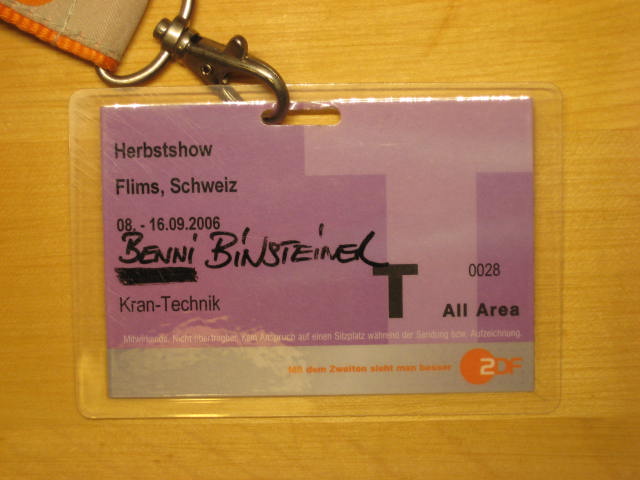 Herbstshow
Flims, Schweiz
08. - 16.09.2006
BENNI BINSTEINER
Kran-Technik
T
0028
All Area
Mitwirkende. Nicht übertragbar. Kein Anspruch auf einen Sitzplatz während der Sendung bzw. Aufzeichnung.
Mit dem Zweiten sieht man besser
2DF